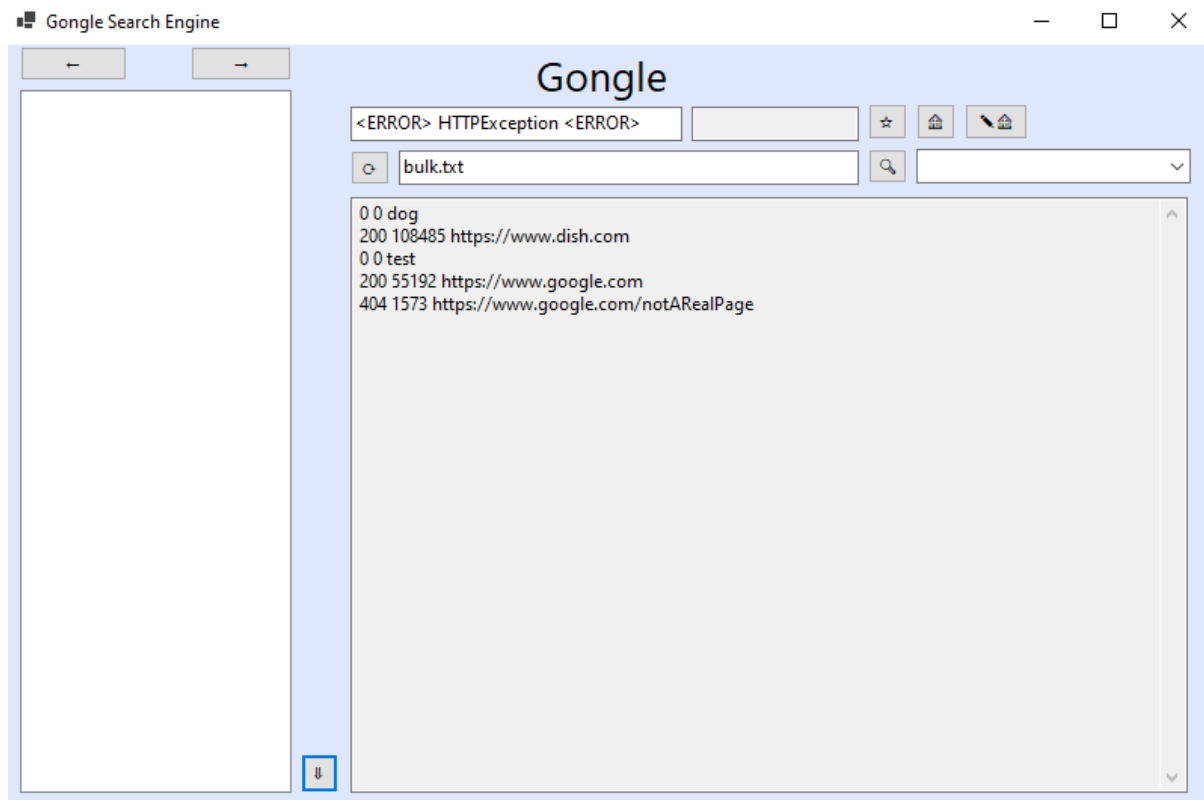 Gongle Search Engine
← →
Gongle
<ERROR> HTTPException <ERROR>
bulk.txt
0 0 dog
200 108485 https://www.dish.com
0 0 test
200 55192 https://www.google.com
404 1573 https://www.google.com/notARealPage
⇓